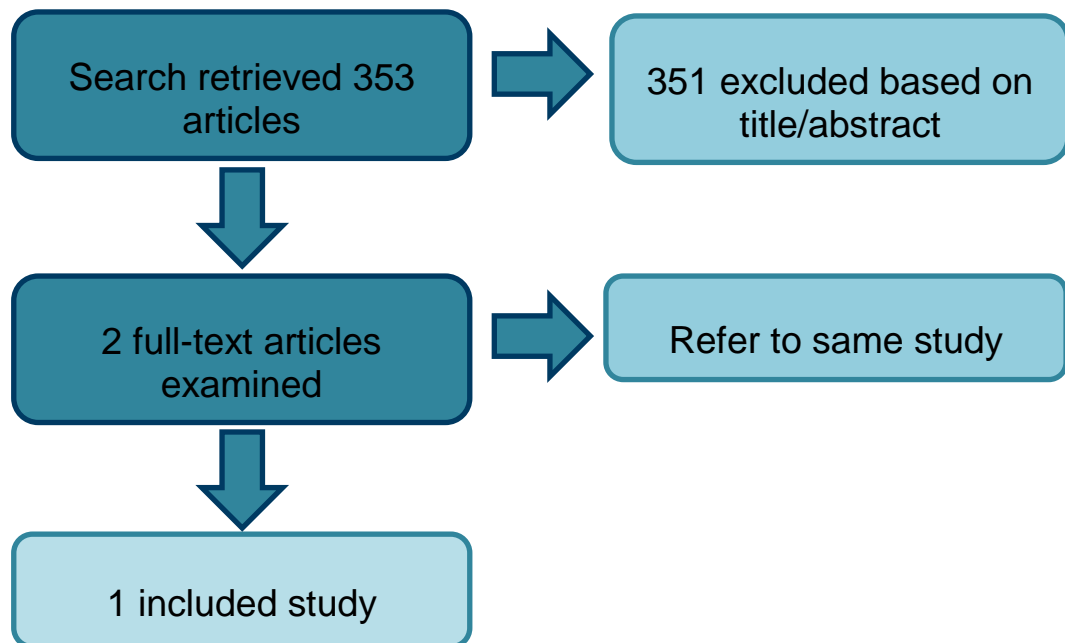 Search retrieved 353
articles
351 excluded based on
title/abstract
2 full-text articles
examined
Refer to same study
1 included study